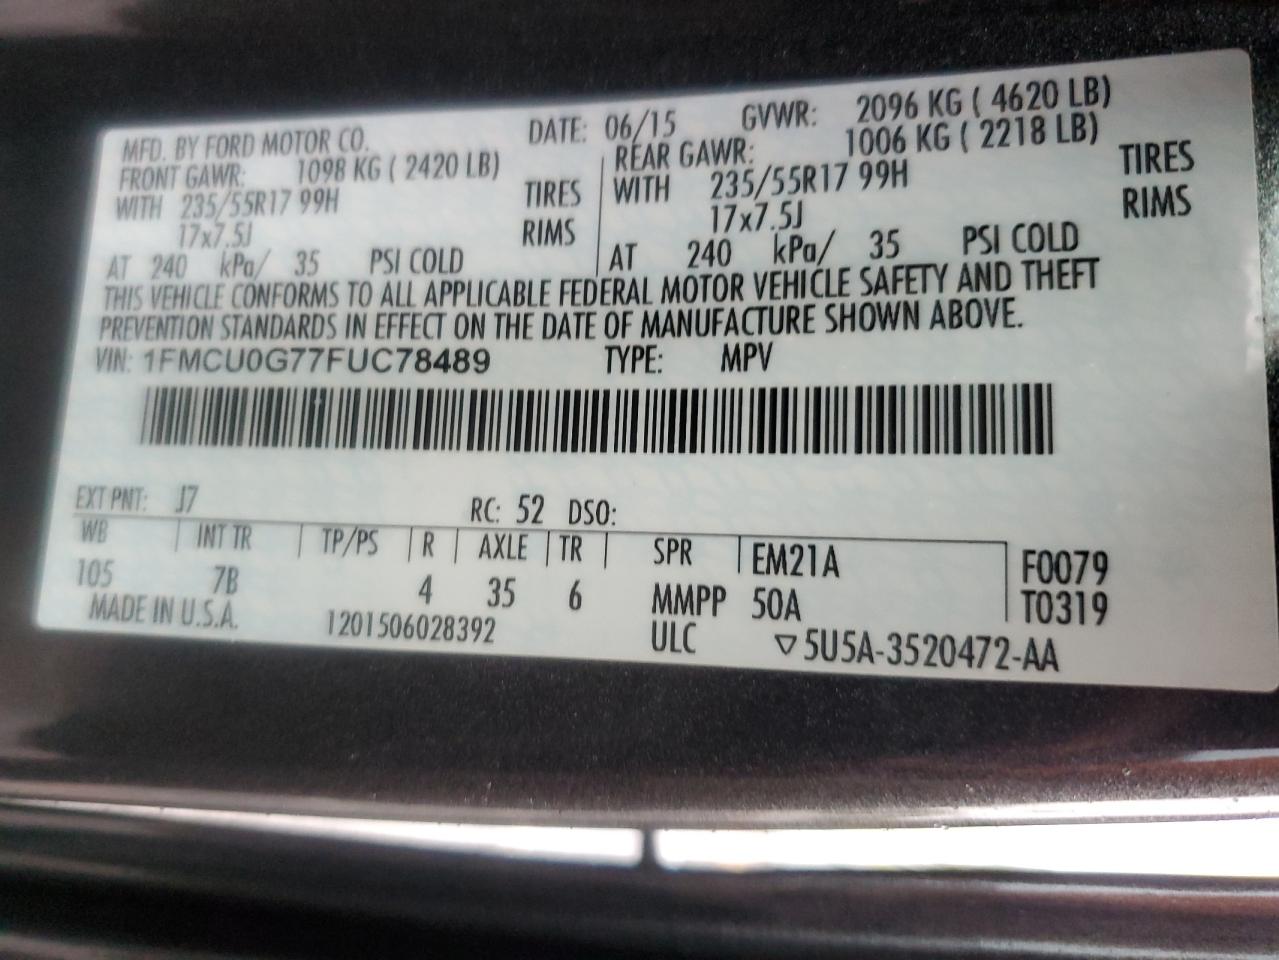 MFD. BY FORD MOTOR CO. DATE: 06/15 GVWR: 2096 KG ( 4620 LB)
FRONT GAWR: 1098 KG ( 2420 LB) REAR GAWR: 1006 KG ( 2218 LB)
WITH 235/55R17 99H TIRES WITH 235/55R17 99H TIRES
17x7.5J RIMS 17x7.5J RIMS
AT 240 kPa/ 35 PSI COLD AT 240 kPa/ 35 PSI COLD
THIS VEHICLE CONFORMS TO ALL APPLICABLE FEDERAL MOTOR VEHICLE SAFETY AND THEFT
PREVENTION STANDARDS IN EFFECT ON THE DATE OF MANUFACTURE SHOWN ABOVE.
VIN: 1FMCU0G77FUC78489 TYPE: MPV
EXT PNT: J7 RC: 52 DSO:
WB INT TR TP/PS R AXLE TR SPR EM21A F0079
105 7B 4 35 6 MMPP 50A T0319
MADE IN U.S.A. 1201506028392 ULC ▽5U5A-3520472-AA